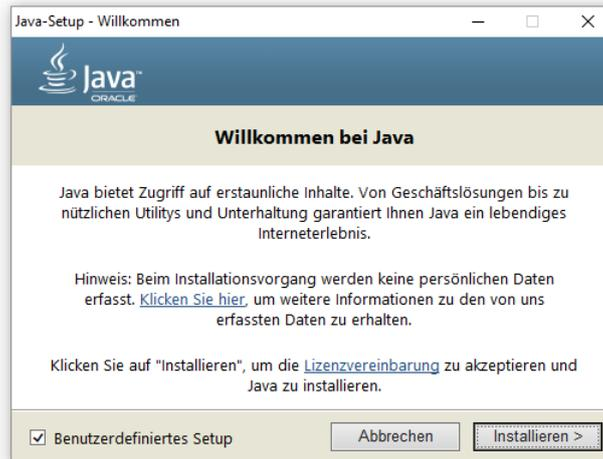 Java-Setup - Willkommen
Java™
ORACLE
Willkommen bei Java
Java bietet Zugriff auf erstaunliche Inhalte. Von Geschäftslösungen bis zu
nützlichen Utilitys und Unterhaltung garantiert Ihnen Java ein lebendiges
Interneterlebnis.
Hinweis: Beim Installationsvorgang werden keine persönlichen Daten
erfasst. Klicken Sie hier, um weitere Informationen zu den von uns
erfassten Daten zu erhalten.
Klicken Sie auf "Installieren", um die Lizenzvereinbarung zu akzeptieren und
Java zu installieren.
Benutzerdefiniertes Setup
Abbrechen
Installieren >